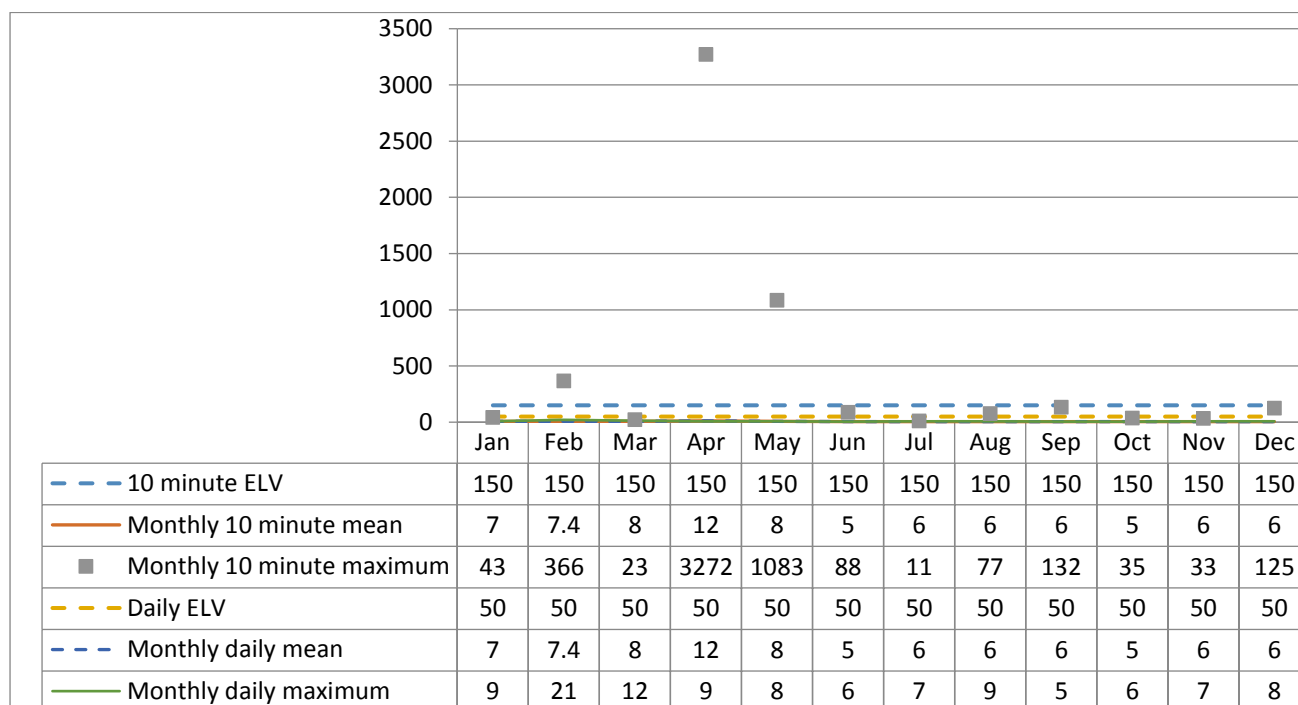 3500
3000
2500
2000
1500
1000
500
0
Jan Feb Mar Apr May Jun Jul Aug Sep Oct Nov Dec
10 minute ELV 150 150 150 150 150 150 150 150 150 150 150 150
Monthly 10 minute mean 7 7.4 8 12 8 5 6 6 6 5 6 6
Monthly 10 minute maximum 43 366 23 3272 1083 88 11 77 132 35 33 125
Daily ELV 50 50 50 50 50 50 50 50 50 50 50 50
Monthly daily mean 7 7.4 8 12 8 5 6 6 6 5 6 6
Monthly daily maximum 9 21 12 9 8 6 7 9 5 6 7 8